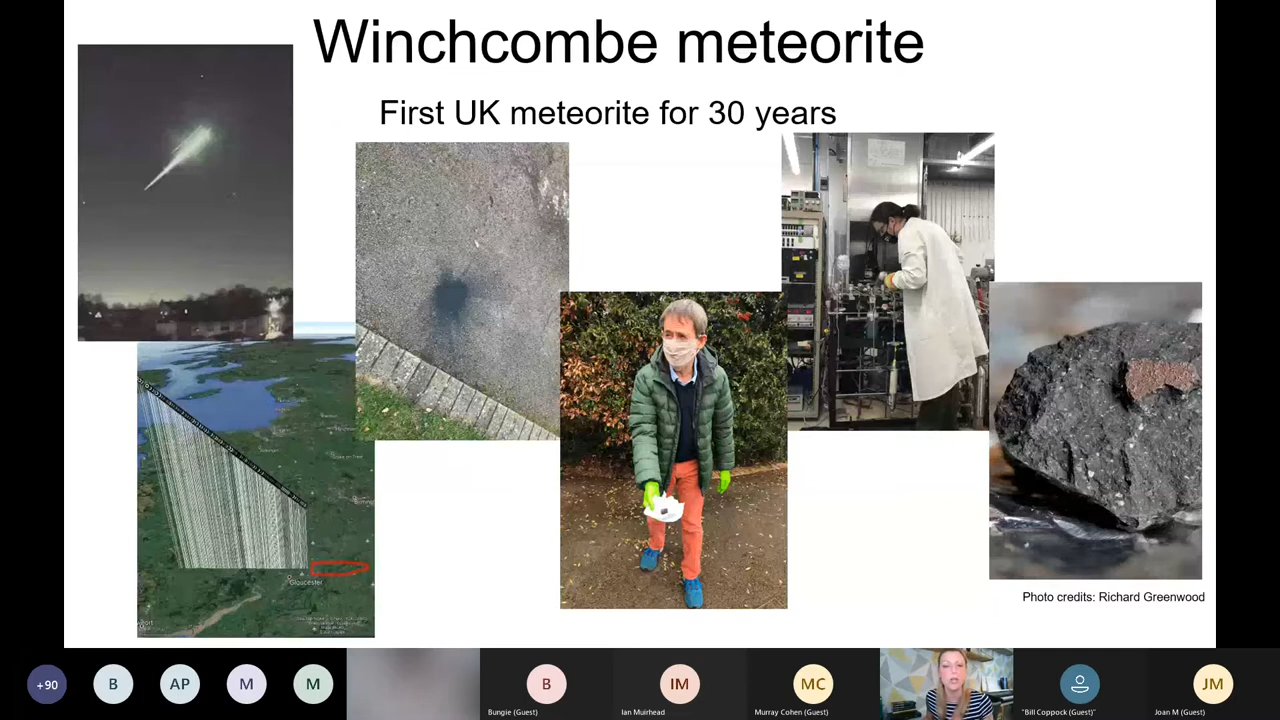 Winchcombe meteorite
First UK meteorite for 30 years
Gloucester
Photo credits: Richard Greenwood
+90
B
AP
M
M
B
Bungie (Guest)
IM
Ian Muirhead
MC
Murray Cohen (Guest)
"Bill Coppock (Guest)"
JM
Joan M (Guest)